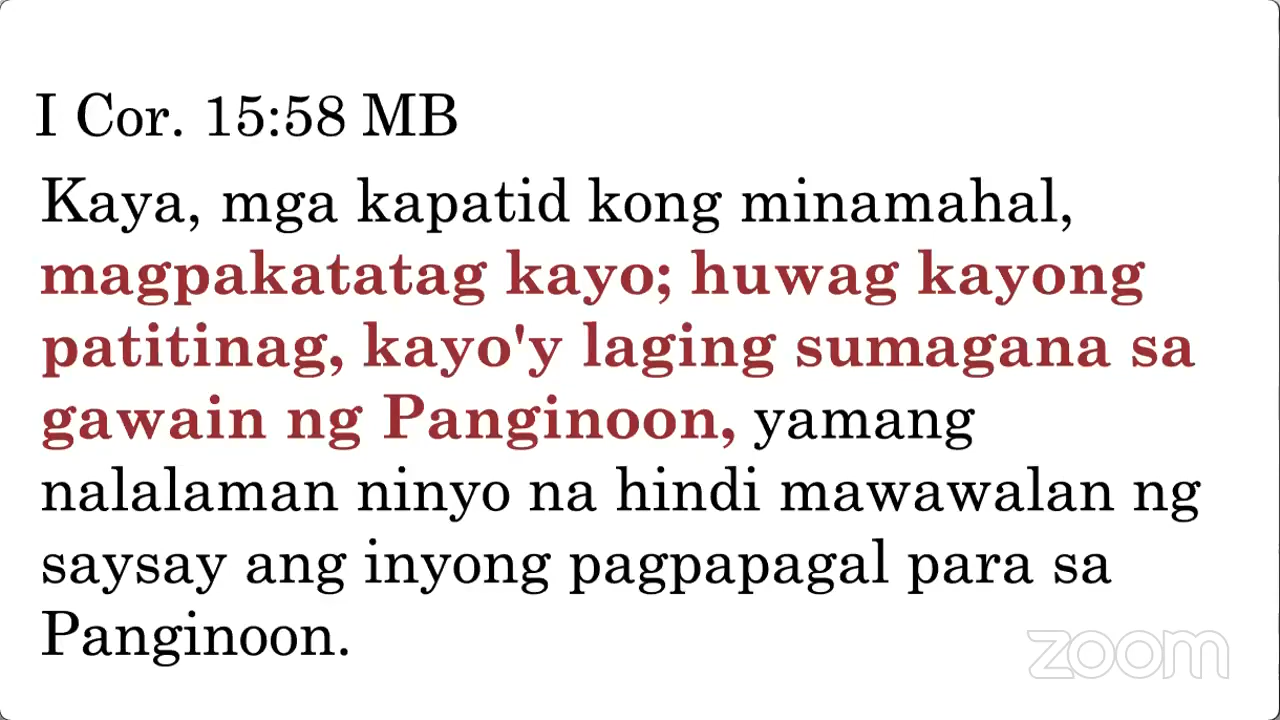 I Cor. 15:58 MB
Kaya, mga kapatid kong minamahal,
magpakatatag kayo; huwag kayong
patitinag, kayo'y laging sumagana sa
gawain ng Panginoon, yamang
nalalaman ninyo na hindi mawawalan ng
saysay ang inyong pagpapagal para sa
Panginoon.
zoom